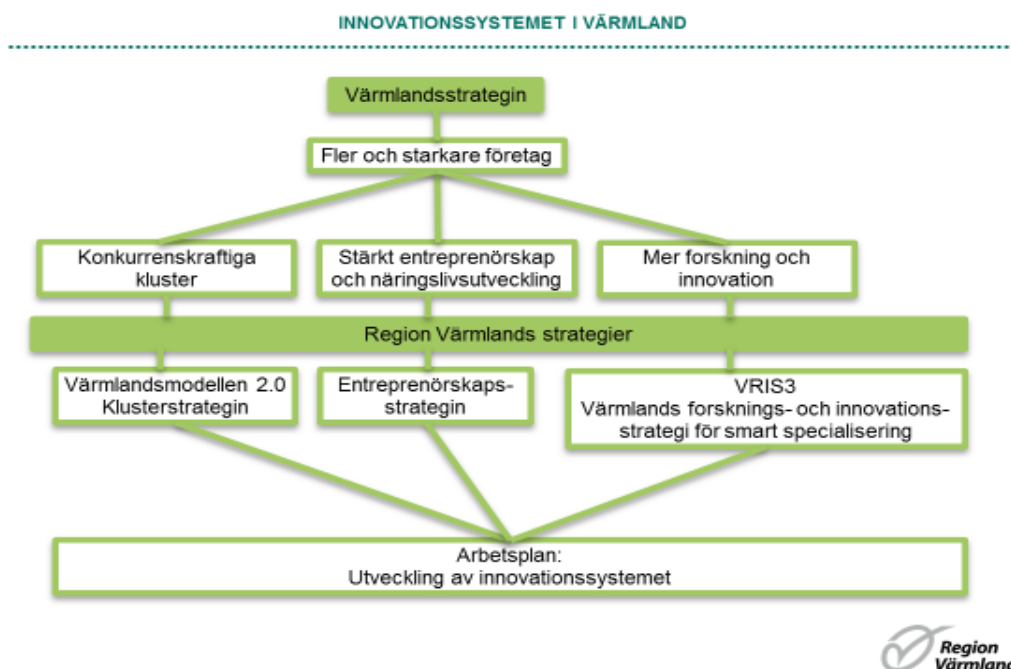 INNOVATIONSSYSTEMET I VÄRMLAND
Värmlandsstrategin
Fler och starkare företag
Konkurrenskraftiga
kluster
Stärkt entreprenörskap
och näringslivsutveckling
Mer forskning och
innovation
Region Värmlands strategier
Värmlandsmodellen 2.0
Klusterstrategin
Entreprenörskaps-
strategin
VRIS3
Värmlands forsknings- och innovations-
strategi för smart specialisering
Arbetsplan:
Utveckling av innovationssystemet
Region
Värmland